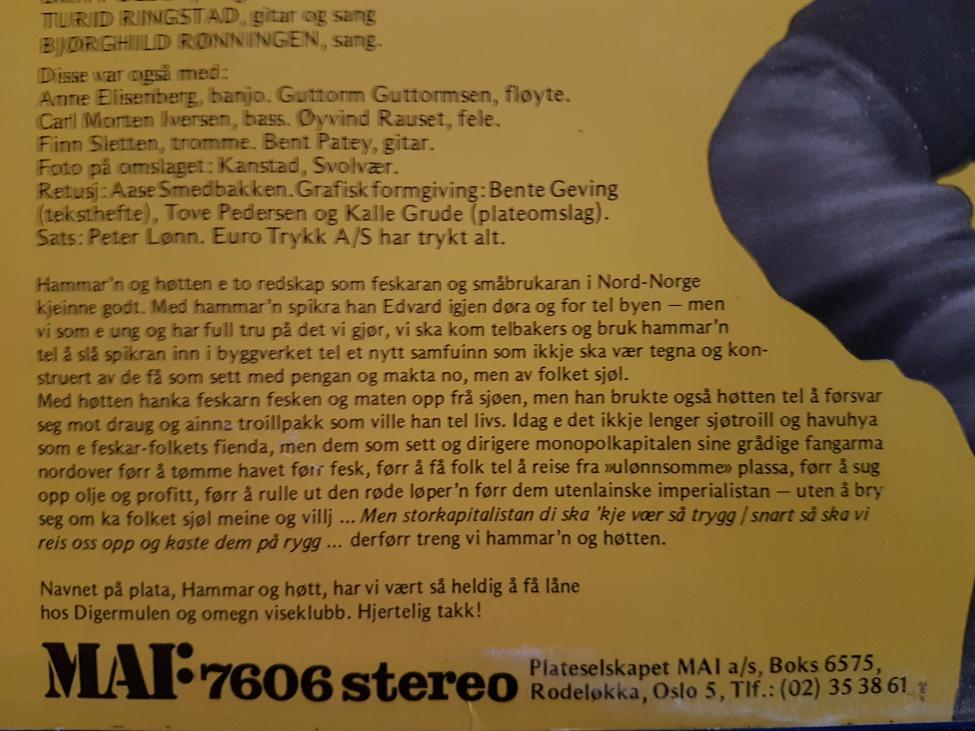 TURID RINGSTAD, gitar og sang
BJØRGHILD RØNNINGEN, sang.
Disse var også med:
Anne Elisenberg, banjo. Guttorm Guttormsen, fløyte.
Carl Morten Iversen, bass. Øyvind Rauset, fele.
Finn Sletten, tromme. Bent Patey, gitar.
Foto på omslaget: Kanstad, Svolvær.
Retusj: Aase Smedbakken. Grafisk formgiving: Bente Geving
(teksthefte), Tove Pedersen og Kalle Grude (plateomslag).
Sats: Peter Lønn. Euro Trykk A/S har trykt alt.
Hammar'n og høtten e to redskap som feskaran og småbrukaran i Nord-Norge
kjeinne godt. Med hammar'n spikra han Edvard igjen døra og for tel byen — men
vi som e ung og har full tru på det vi gjør, vi ska kom telbakers og bruk hammar'n
tel å slå spikran inn i byggverket tel et nytt samfuinn som ikkje ska vær tegna og kon-
struert av de få som sett med pengan og makta no, men av folket sjøl.
Med høtten hanka feskarn fesken og maten opp frå sjøen, men han brukte også høtten tel å førsvar
seg mot draug og ainna troillpakk som ville han tel livs. Idag e det ikkje lenger sjøtroill og havuhya
som e feskar-folkets fienda, men dem som sett og dirigere monopolkapitalen sine grådige fangarma
nordover førr å tømme havet førr fesk, førr å få folk tel å reise fra »ulønnsomme» plassa, førr å sug
opp olje og profitt, førr å rulle ut den røde løper'n førr dem utenlainske imperialistan — uten å bry
seg om ka folket sjøl meine og villj ... Men storkapitalistan di ska 'kje vær så trygg / snart så ska vi
reis oss opp og kaste dem på rygg ... derførr treng vi hammar'n og høtten.
Navnet på plata, Hammar og høtt, har vi vært så heldig å få låne
hos Digermulen og omegn viseklubb. Hjertelig takk!
MAI: 7606 stereo
Plateselskapet MAI a/s, Boks 6575,
Rodeløkka, Oslo 5, Tlf.: (02) 35 38 61